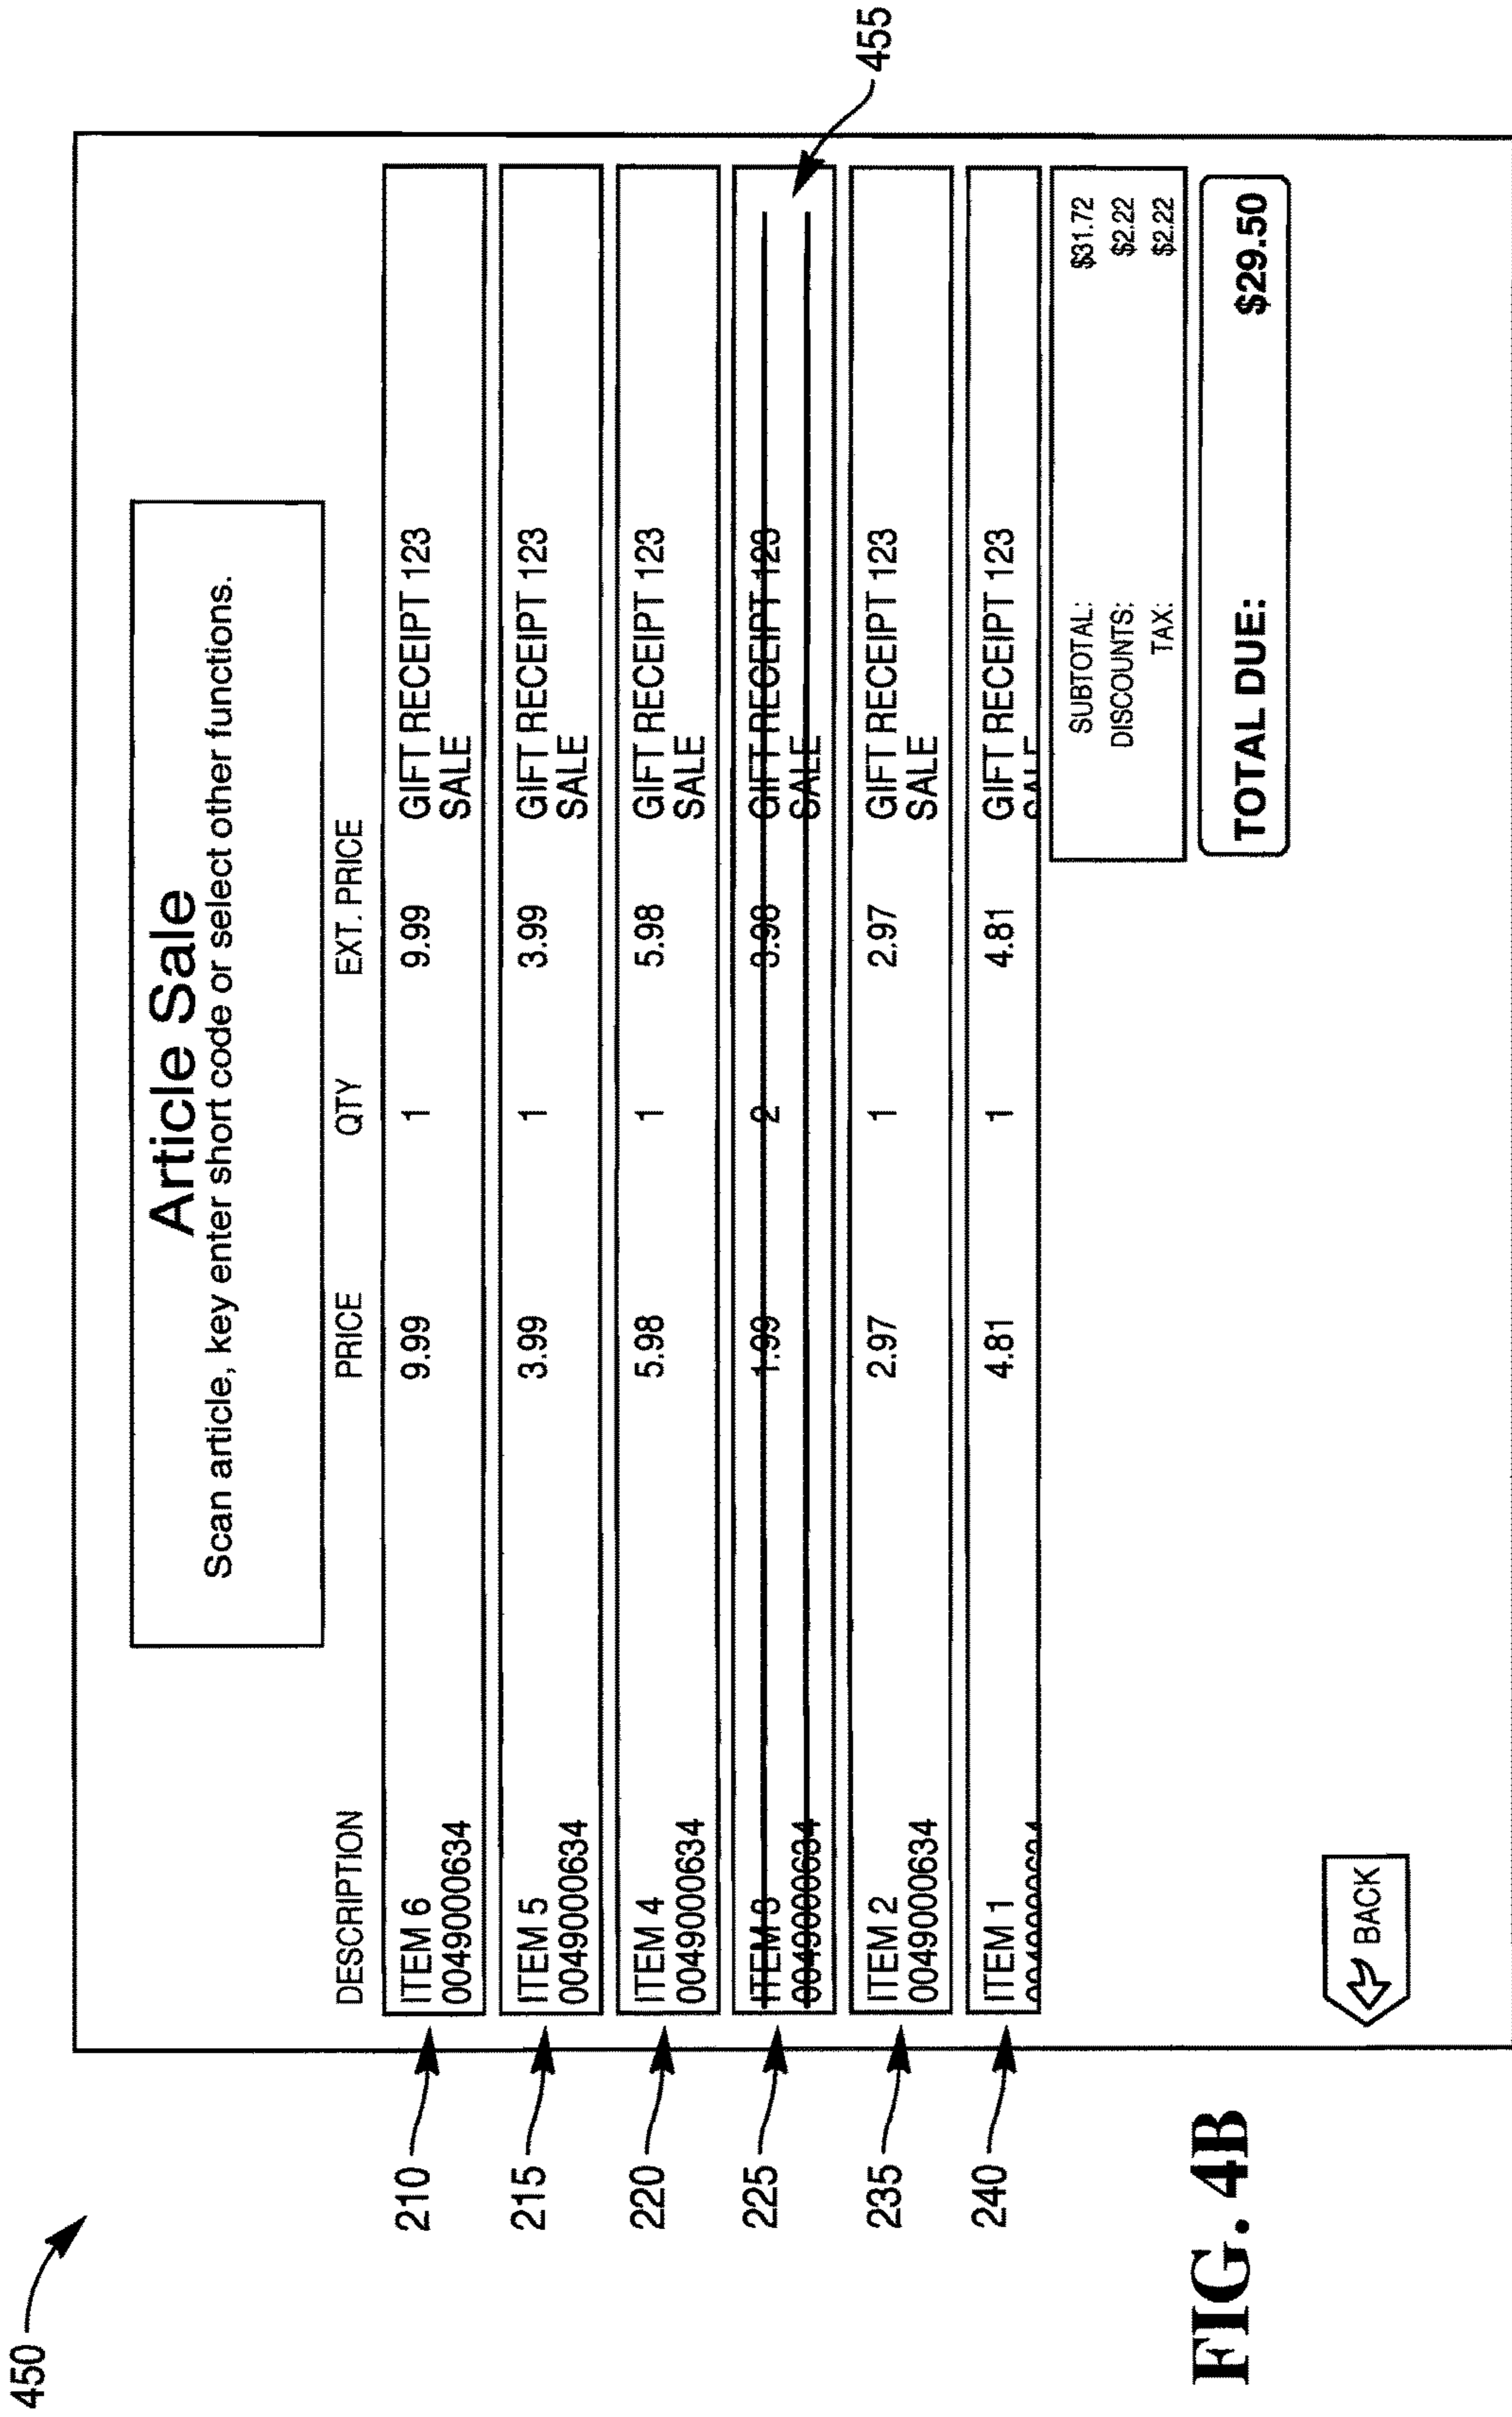 450
Article Sale
Scan article, key enter short code or select other functions.
DESCRIPTION PRICE QTY EXT. PRICE
210 ITEM 6 9.99 1 9.99 GIFT RECEIPT 123
0049000634 SALE
215 ITEM 5 3.99 1 3.99 GIFT RECEIPT 123
0049000634 SALE
220 ITEM 4 5.98 1 5.98 GIFT RECEIPT 123
0049000634 SALE
225 ITEM 3 1.99 2 3.98 GIFT RECEIPT 123
0049000634 SALE
455
235 ITEM 2 2.97 1 2.97 GIFT RECEIPT 123
0049000634 SALE
240 ITEM 1 4.81 1 4.81 GIFT RECEIPT 123
0049000634 SALE
SUBTOTAL: $31.72
DISCOUNTS: $2.22
TAX: $2.22
TOTAL DUE: $29.50
BACK
FIG. 4B